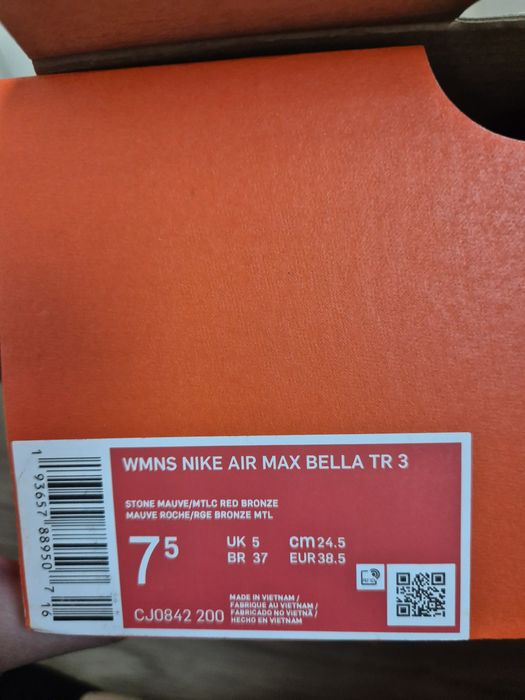 WMNS NIKE AIR MAX BELLA TR 3
STONE MAUVE/MTLC RED BRONZE
MAUVE ROCHE/RGE BRONZE MTL
7 5
UK 5 cm 24.5
BR 37 EUR 38.5
CJ0842 200
MADE IN VIETNAM /
FABRIQUE AU VIETNAM /
FABRICADO NO VIETNÃ /
HECHO EN VIETNAM
1 93657 88950 7 16